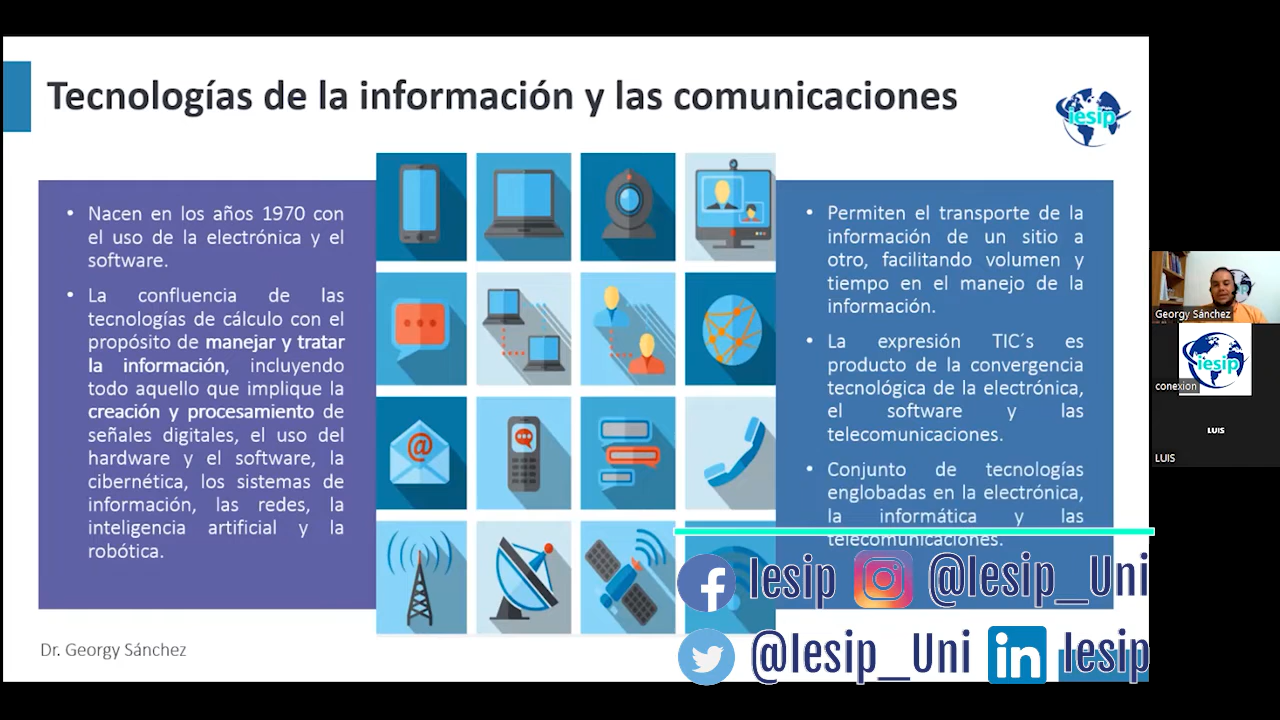 Tecnologías de la información y las comunicaciones
iesip
• Nacen en los años 1970 con
el uso de la electrónica y el
software.
• La confluencia de las
tecnologías de cálculo con el
propósito de manejar y tratar
la información, incluyendo
todo aquello que implique la
creación y procesamiento de
señales digitales, el uso del
hardware y el software, la
cibernética, los sistemas de
información, las redes, la
inteligencia artificial y la
robótica.
@
• Permiten el transporte de la
información de un sitio a
otro, facilitando volumen y
tiempo en el manejo de la
información.
• La expresión TIC´s es
producto de la convergencia
tecnológica de la electrónica,
el software y las
telecomunicaciones.
• Conjunto de tecnologías
englobadas en la electrónica,
la informática y las
telecomunicaciones.
Iesip @Iesip_Uni
@Iesip_Uni Iesip
Dr. Georgy Sánchez
Georgy Sánchez
iesip
conexion
LUIS
LUIS